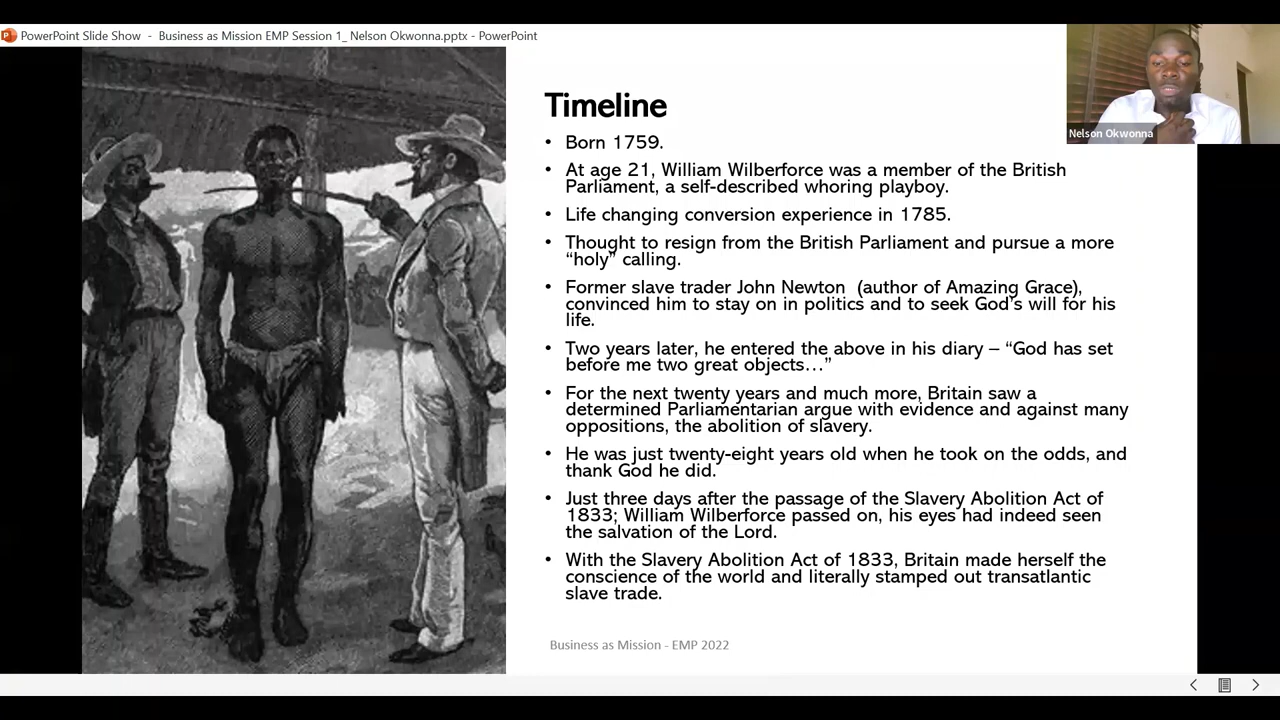 PowerPoint Slide Show - Business as Mission EMP Session 1_ Nelson Okwonna.pptx - PowerPoint
Nelson Okwonna
Timeline
• Born 1759.
• At age 21, William Wilberforce was a member of the British
Parliament, a self-described whoring playboy.
• Life changing conversion experience in 1785.
• Thought to resign from the British Parliament and pursue a more
“holy” calling.
• Former slave trader John Newton (author of Amazing Grace),
convinced him to stay on in politics and to seek God’s will for his
life.
• Two years later, he entered the above in his diary – “God has set
before me two great objects…”
• For the next twenty years and much more, Britain saw a
determined Parliamentarian argue with evidence and against many
oppositions, the abolition of slavery.
• He was just twenty-eight years old when he took on the odds, and
thank God he did.
• Just three days after the passage of the Slavery Abolition Act of
1833; William Wilberforce passed on, his eyes had indeed seen
the salvation of the Lord.
• With the Slavery Abolition Act of 1833, Britain made herself the
conscience of the world and literally stamped out transatlantic
slave trade.
Business as Mission - EMP 2022